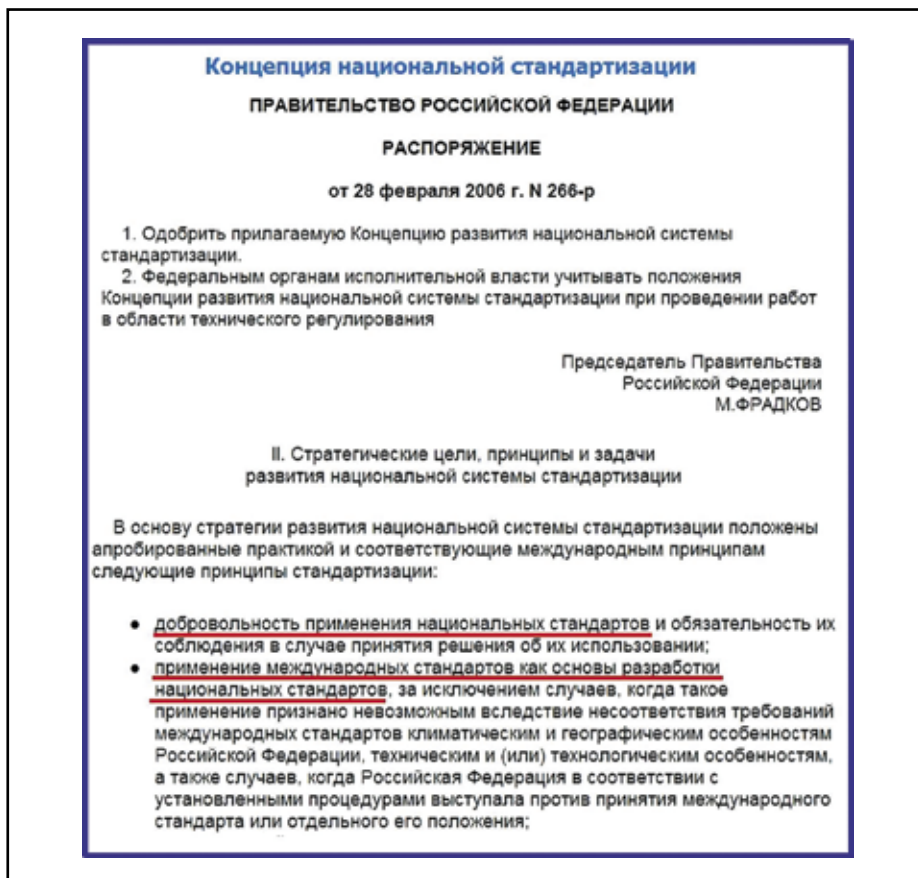 Концепция национальной стандартизации
ПРАВИТЕЛЬСТВО РОССИЙСКОЙ ФЕДЕРАЦИИ
РАСПОРЯЖЕНИЕ
от 28 февраля 2006 г. N 266-р
1. Одобрить прилагаемую Концепцию развития национальной системы
стандартизации.
2. Федеральным органам исполнительной власти учитывать положения
Концепции развития национальной системы стандартизации при проведении работ
в области технического регулирования
Председатель Правительства
Российской Федерации
М.ФРАДКОВ
II. Стратегические цели, принципы и задачи
развития национальной системы стандартизации
В основу стратегии развития национальной системы стандартизации положены
апробированные практикой и соответствующие международным принципам
следующие принципы стандартизации:
● добровольность применения национальных стандартов и обязательность их
соблюдения в случае принятия решения об их использовании;
● применение международных стандартов как основы разработки
национальных стандартов, за исключением случаев, когда такое
применение признано невозможным вследствие несоответствия требований
международных стандартов климатическим и географическим особенностям
Российской Федерации, техническим и (или) технологическим особенностям,
а также случаев, когда Российская Федерация в соответствии с
установленными процедурами выступала против принятия международного
стандарта или отдельного его положения;